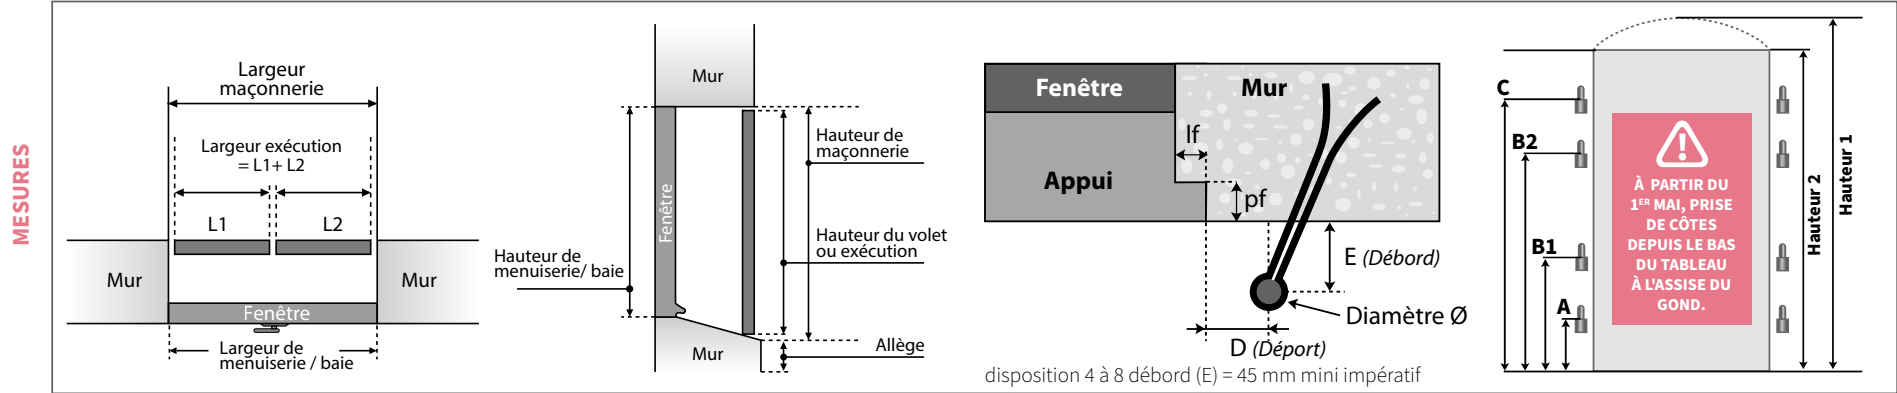 MESURES
Largeur
maçonnerie
Largeur exécution
= L1+ L2
L1
L2
Mur
Mur
Fenêtre
Largeur de
menuiserie / baie
Mur
Fenêtre
Hauteur de
maçonnerie
Hauteur du volet
ou exécution
Hauteur de
menuiserie/ baie
Allège
Mur
Fenêtre
Mur
lf
Appui
pf
E (Débord)
Diamètre Ø
D (Déport)
disposition 4 à 8 débord (E) = 45 mm mini impératif
C
B2
B1
A
À PARTIR DU
1ER MAI, PRISE
DE CÔTES
DEPUIS LE BAS
DU TABLEAU
À L'ASSISE DU
GOND.
Hauteur 2
Hauteur 1